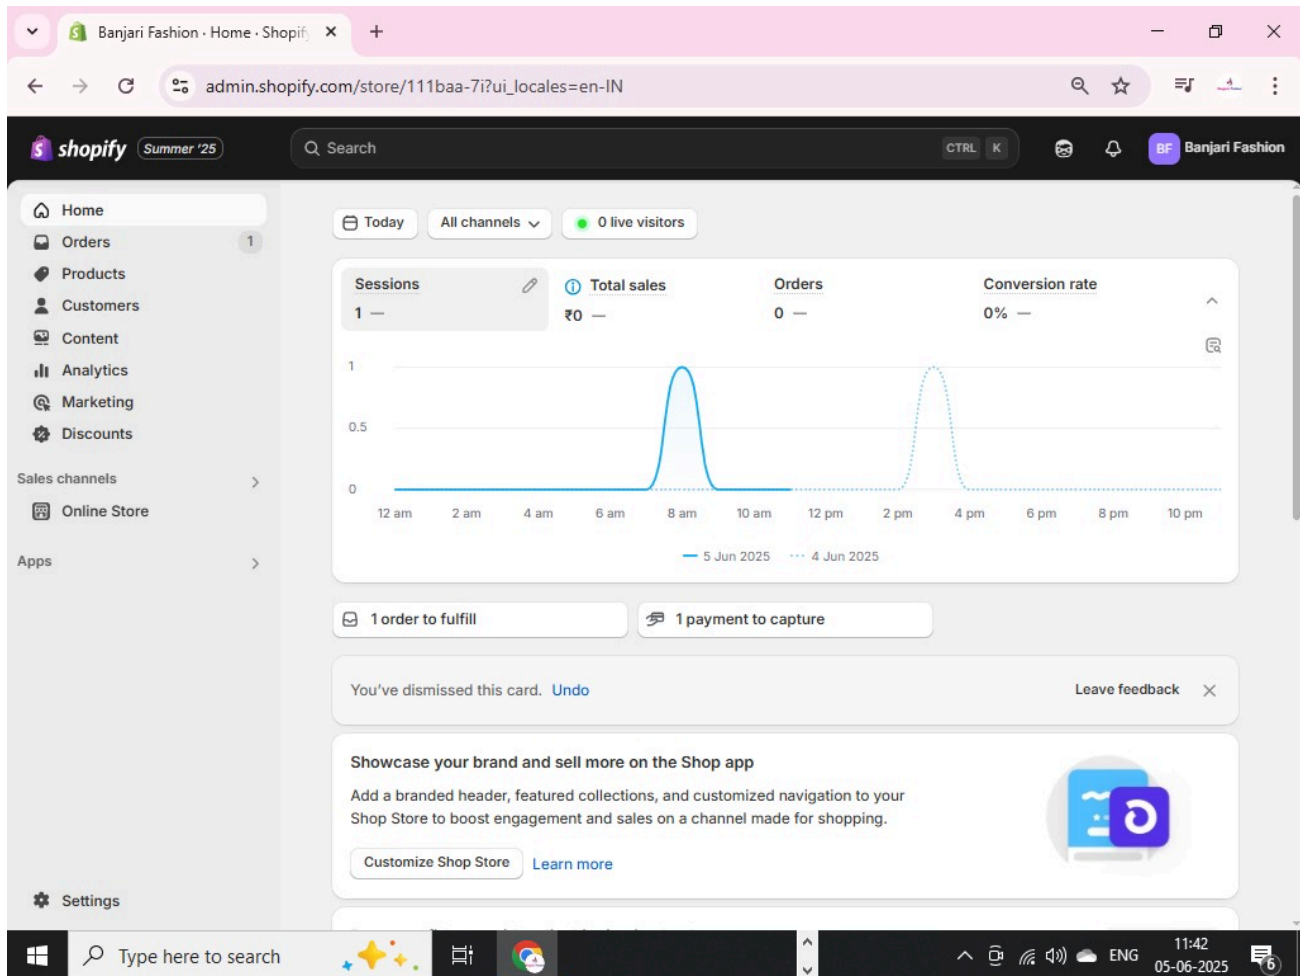 Banjari Fashion · Home · Shopif
admin.shopify.com/store/111baa-7i?ui_locales=en-IN
shopify Summer '25
Search
CTRL K
BF Banjari Fashion
Home
Orders 1
Products
Customers
Content
Analytics
Marketing
Discounts
Sales channels
Online Store
Apps
Settings
Today
All channels
0 live visitors
Sessions
1 —
Total sales
₹0 —
Orders
0 —
Conversion rate
0% —
1
0.5
0
12 am 2 am 4 am 6 am 8 am 10 am 12 pm 2 pm 4 pm 6 pm 8 pm 10 pm
5 Jun 2025 4 Jun 2025
1 order to fulfill
1 payment to capture
You've dismissed this card. Undo
Leave feedback
Showcase your brand and sell more on the Shop app
Add a branded header, featured collections, and customized navigation to your
Shop Store to boost engagement and sales on a channel made for shopping.
Customize Shop Store
Learn more
Type here to search
ENG
11:42
05-06-2025
6